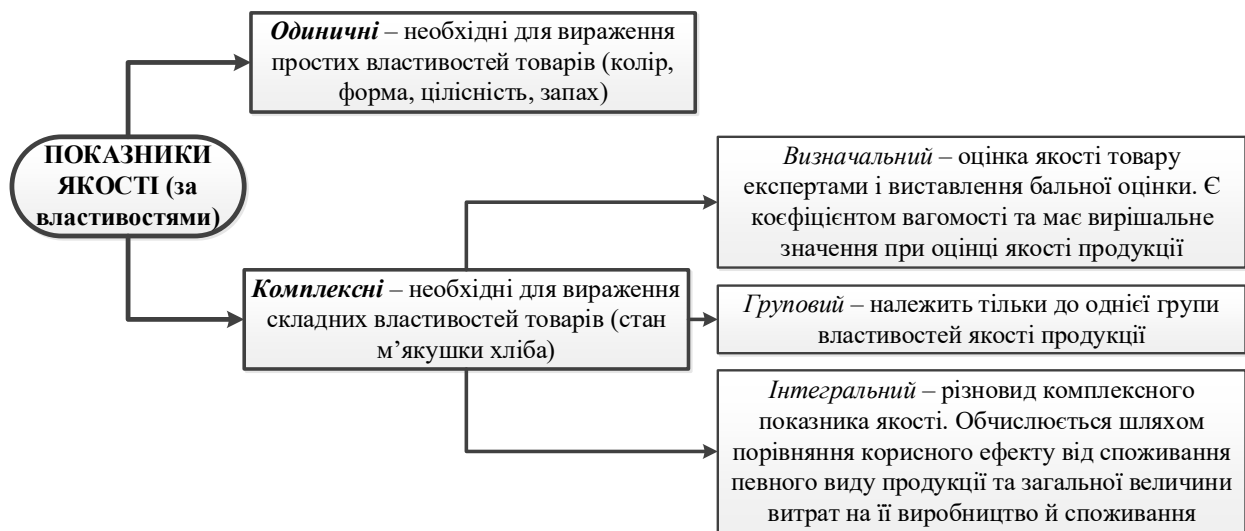 Одиничні – необхідні для вираження
простих властивостей товарів (колір,
форма, цілісність, запах)
ПОКАЗНИКИ
ЯКОСТІ (за
властивостями)
Комплексні – необхідні для вираження
складних властивостей товарів (стан
м’якушки хліба)
Визначальний – оцінка якості товару
експертами і виставлення бальної оцінки. Є
коефіцієнтом вагомості та має вирішальне
значення при оцінці якості продукції
Груповий – належить тільки до однієї групи
властивостей якості продукції
Інтегральний – різновид комплексного
показника якості. Обчислюється шляхом
порівняння корисного ефекту від споживання
певного виду продукції та загальної величини
витрат на її виробництво й споживання